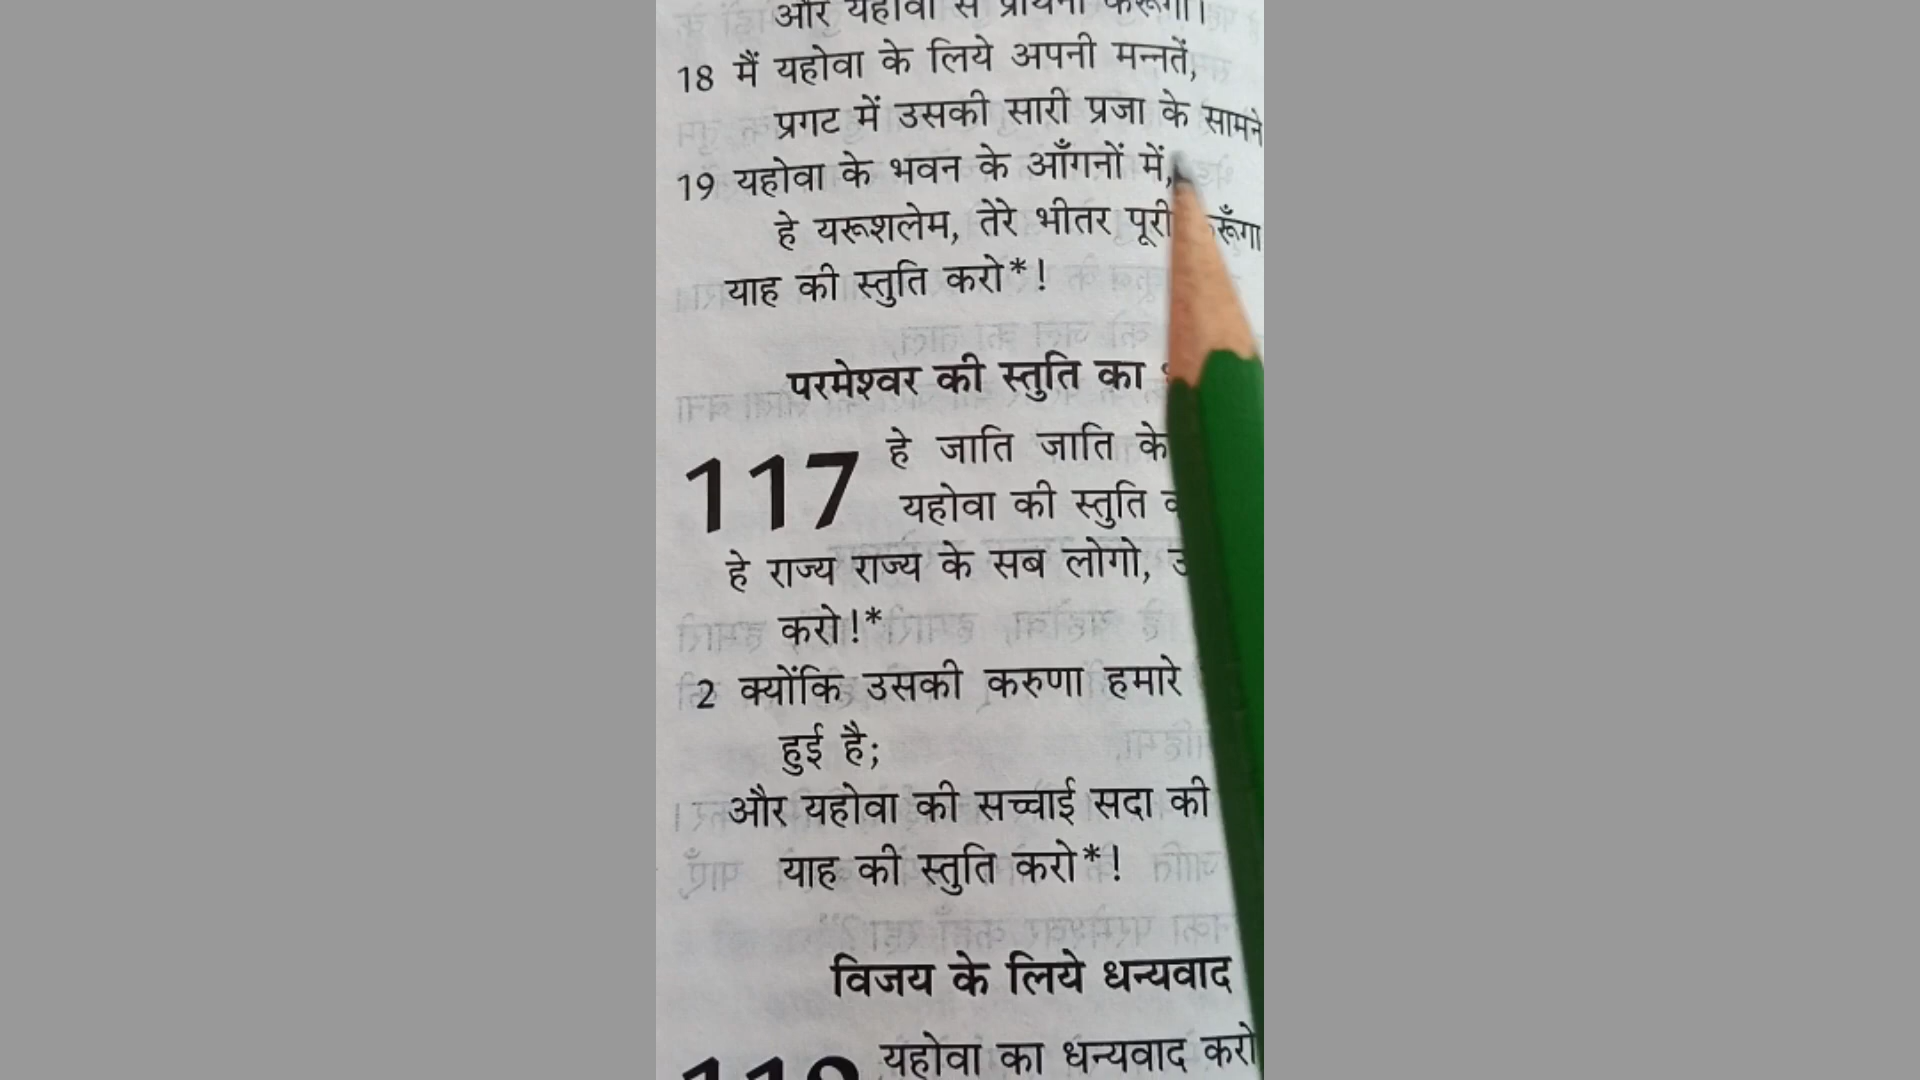 और यहोवा से प्रार्थना करूँगा।
18 मैं यहोवा के लिये अपनी मन्नतें,
प्रगट में उसकी सारी प्रजा के सामने
19 यहोवा के भवन के आँगनों में,
हे यरूशलेम, तेरे भीतर पूरी करूँगा
याह की स्तुति करो*!
परमेश्वर की स्तुति का
117 हे जाति जाति के
यहोवा की स्तुति
हे राज्य राज्य के सब लोगो,
करो!*
2 क्योंकि उसकी करुणा हमारे
हुई है;
और यहोवा की सच्चाई सदा की
याह की स्तुति करो*!
विजय के लिये धन्यवाद
यहोवा का धन्यवाद करो